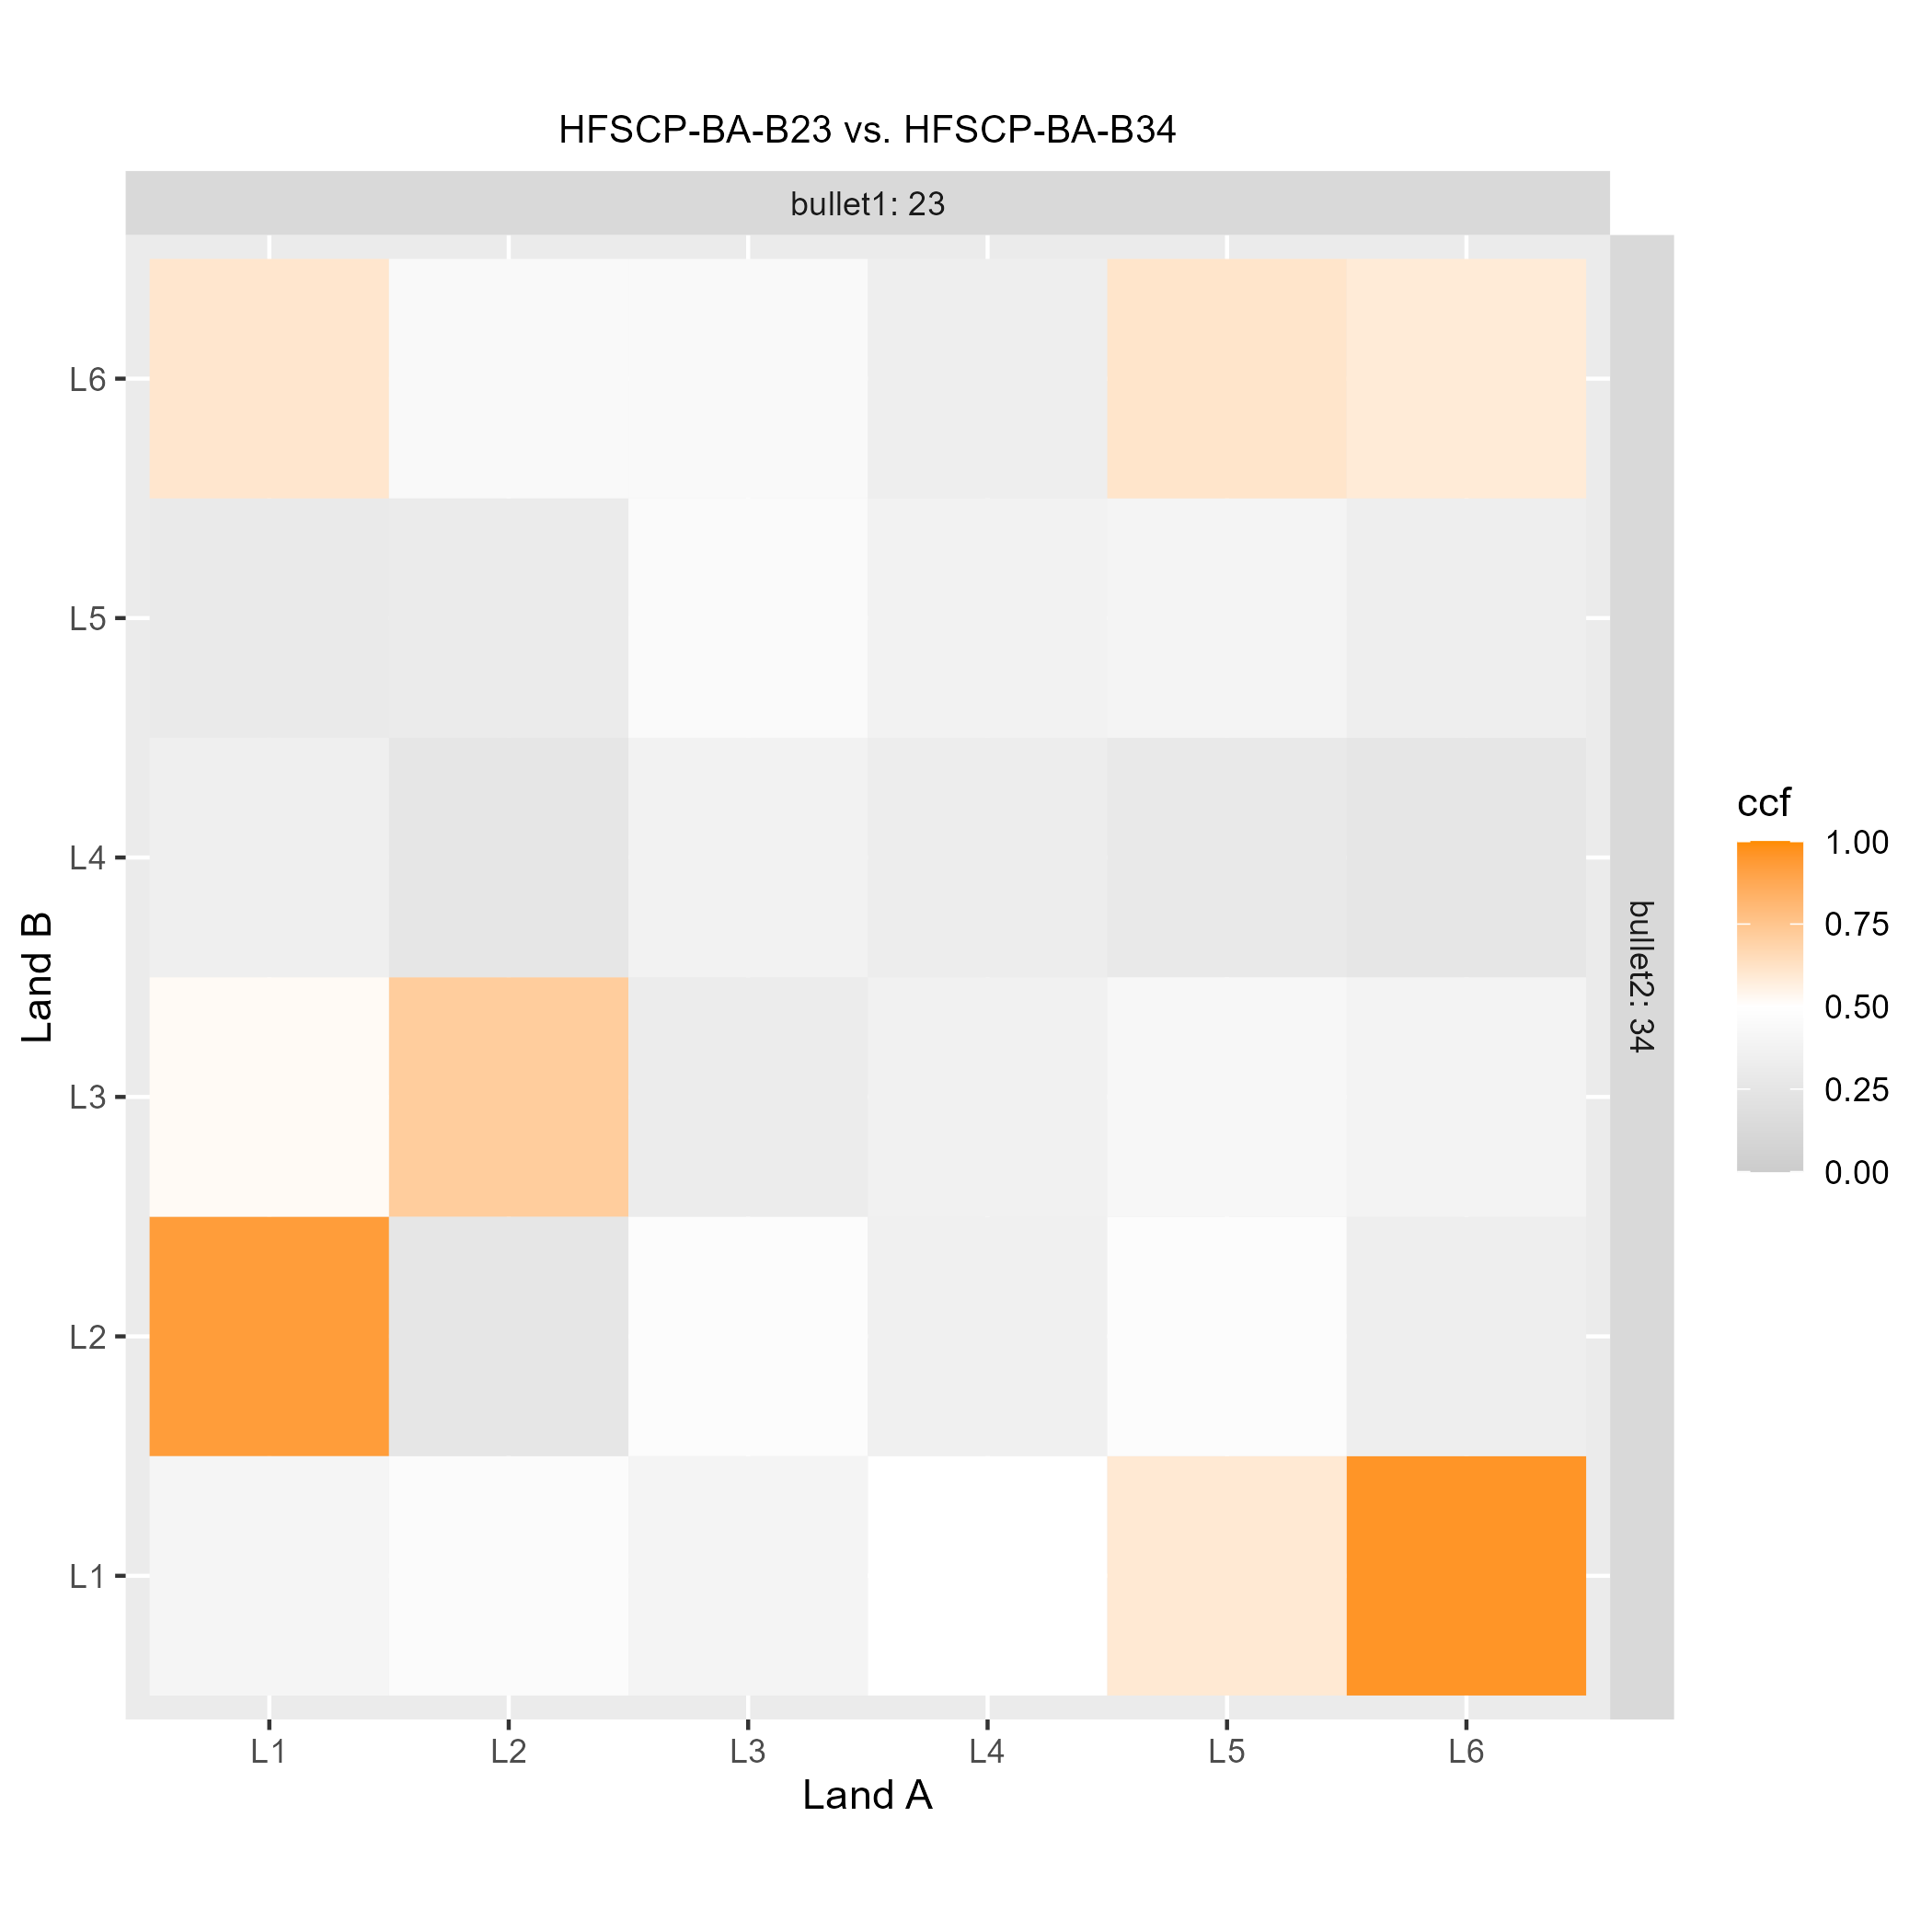 HFSCP-BA-B23 vs. HFSCP-BA-B34
bullet1: 23
L6
L5
L4
L3
L2
L1
Land B
bullet2: 34
ccf
1.00
0.75
0.50
0.25
0.00
L1 L2 L3 L4 L5 L6
Land A